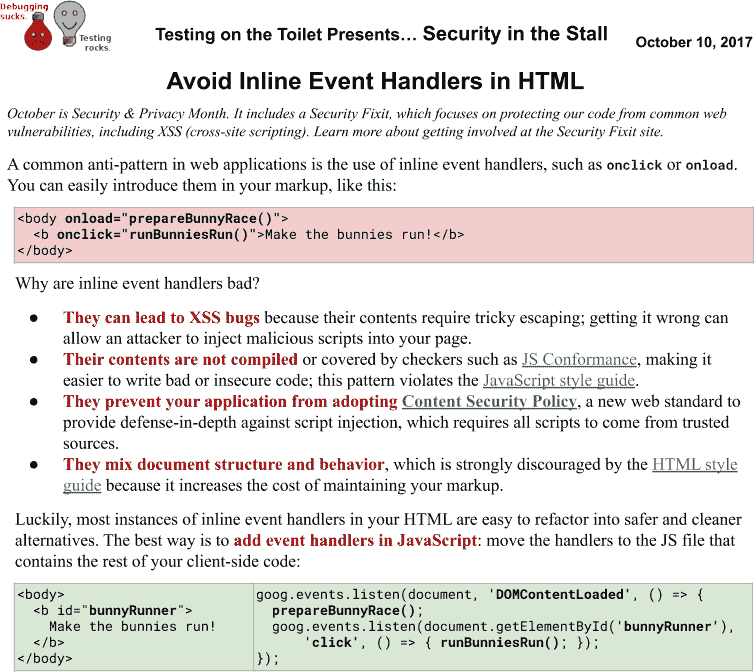 Debugging
sucks.
Testing
rocks.
Testing on the Toilet Presents… Security in the Stall
October 10, 2017
Avoid Inline Event Handlers in HTML
October is Security & Privacy Month. It includes a Security Fixit, which focuses on protecting our code from common web
vulnerabilities, including XSS (cross-site scripting). Learn more about getting involved at the Security Fixit site.
A common anti-pattern in web applications is the use of inline event handlers, such as onclick or onload.
You can easily introduce them in your markup, like this:
<body onload="prepareBunnyRace()">
  <b onclick="runBunniesRun()">Make the bunnies run!</b>
</body>
Why are inline event handlers bad?
● They can lead to XSS bugs because their contents require tricky escaping; getting it wrong can
allow an attacker to inject malicious scripts into your page.
● Their contents are not compiled or covered by checkers such as JS Conformance, making it
easier to write bad or insecure code; this pattern violates the JavaScript style guide.
● They prevent your application from adopting Content Security Policy, a new web standard to
provide defense-in-depth against script injection, which requires all scripts to come from trusted
sources.
● They mix document structure and behavior, which is strongly discouraged by the HTML style
guide because it increases the cost of maintaining your markup.
Luckily, most instances of inline event handlers in your HTML are easy to refactor into safer and cleaner
alternatives. The best way is to add event handlers in JavaScript: move the handlers to the JS file that
contains the rest of your client-side code:
<body>
  <b id="bunnyRunner">
    Make the bunnies run!
  </b>
</body>
goog.events.listen(document, 'DOMContentLoaded', () => {
  prepareBunnyRace();
  goog.events.listen(document.getElementById('bunnyRunner'),
      'click', () => { runBunniesRun(); });
});